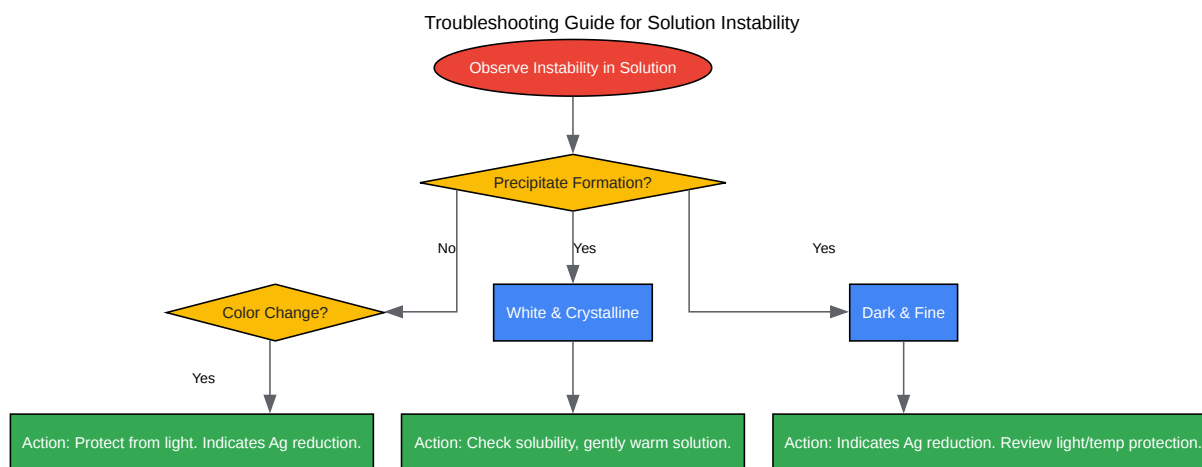 Troubleshooting Guide for Solution Instability
Observe Instability in Solution
Precipitate Formation?
No
Yes
Yes
Color Change?
White & Crystalline
Dark & Fine
Yes
Action: Protect from light. Indicates Ag reduction.
Action: Check solubility, gently warm solution.
Action: Indicates Ag reduction. Review light/temp protection.